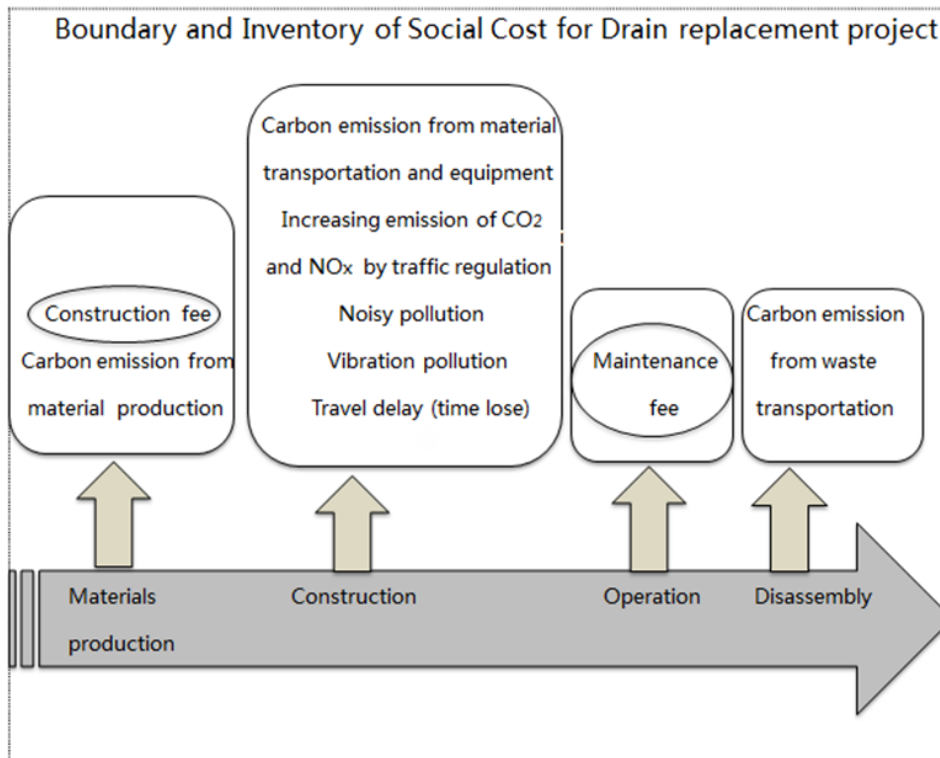 Boundary and Inventory of Social Cost for Drain replacement project
Construction fee
Carbon emission from
material production
Carbon emission from material
transportation and equipment
Increasing emission of CO2
and NOx by traffic regulation
Noisy pollution
Vibration pollution
Travel delay (time lose)
Maintenance
fee
Carbon emission
from waste
transportation
Materials
production
Construction
Operation
Disassembly